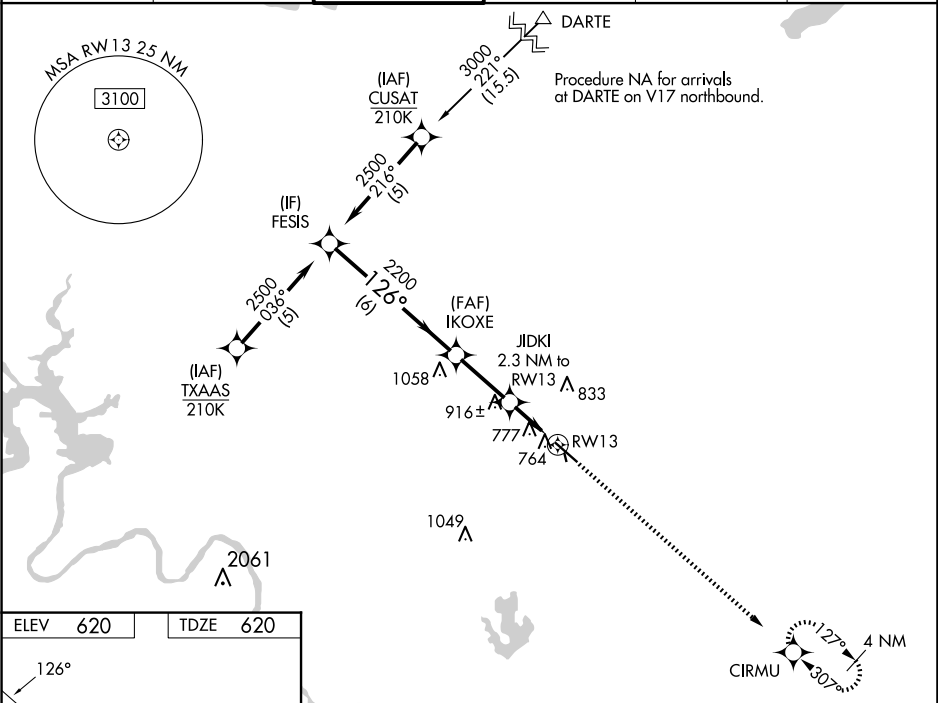 MSA RW13 25 NM
3100
DARTE
3000
221°
(15.5)
Procedure NA for arrivals
at DARTE on V17 northbound.
(IAF)
CUSAT
210K
2500
216°
(5)
(IF)
FESIS
2500
036°
(5)
(IAF)
TXAAS
210K
2200
126°
(6)
(FAF)
IKOXE
1058
JIDKI
2.3 NM to
RW13
833
916±
777
764
RW13
1049
2061
ELEV 620
TDZE 620
126°
127°
4 NM
307°
CIRMU